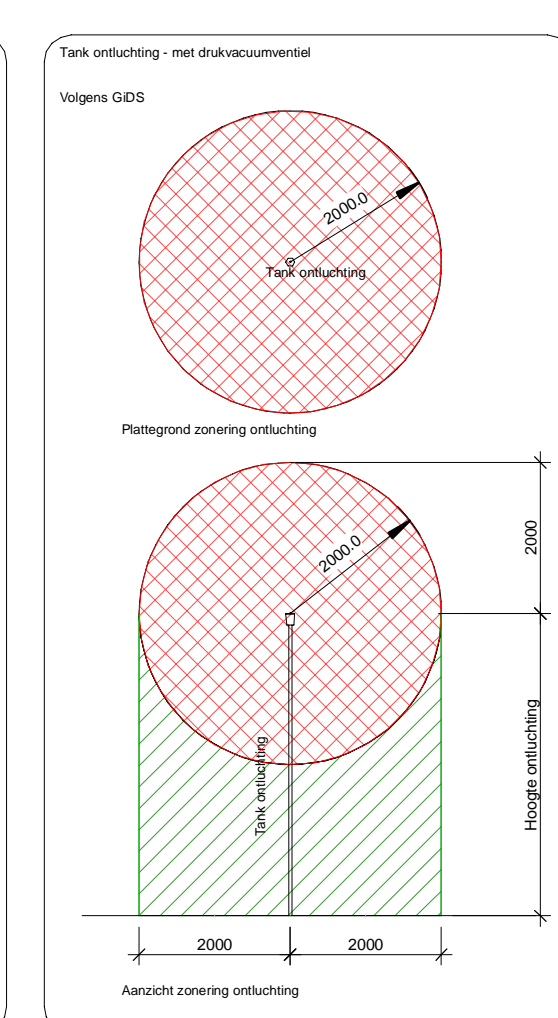 Tank ontluchting - met drukvacuumventiel
Volgens GiDS
2000.0
Tank ontluchting
Plattegrond zonering ontluchting
2000.0
2000
Tank ontluchting
Hoogte ontluchting
2000
2000
Aanzicht zonering ontluchting